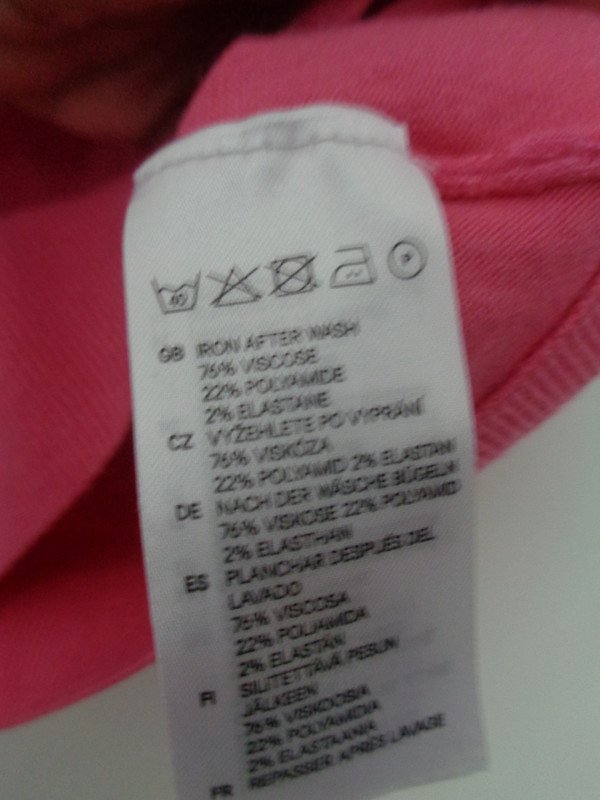 40
GB IRON AFTER WASH
76% VISCOSE
22% POLYAMIDE
2% ELASTANE
CZ VYŽEHLETE PO VYPRÁNÍ
76% VISKÓZA
22% POLYAMID 2% ELASTAN
DE NACH DER WÄSCHE BÜGELN
76% VISKOSE 22% POLYAMID
2% ELASTHAN
ES PLANCHAR DESPUÉS DEL
LAVADO
76% VISCOSA
22% POLIAMIDA
2% ELASTÁN
FI SILITETTÄVÄ PESUN
JÄLKEEN
76% VISKOOSIA
22% POLYAMIDIA
2% ELASTAANIA
FR REPASSER APRÈS LAVAGE